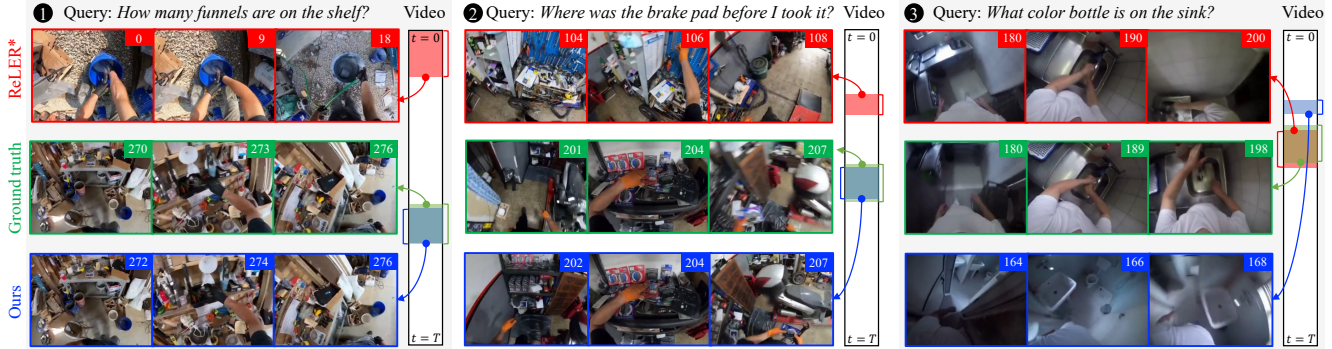 1 Query: How many funnels are on the shelf? Video
ReLER*
0 9 18
t = 0
Ground truth
270 273 276
Ours
272 274 276
t = T
2 Query: Where was the brake pad before I took it? Video
104 106 108
t = 0
201 204 207
202 204 207
t = T
3 Query: What color bottle is on the sink? Video
180 190 200
t = 0
180 189 198
164 166 168
t = T